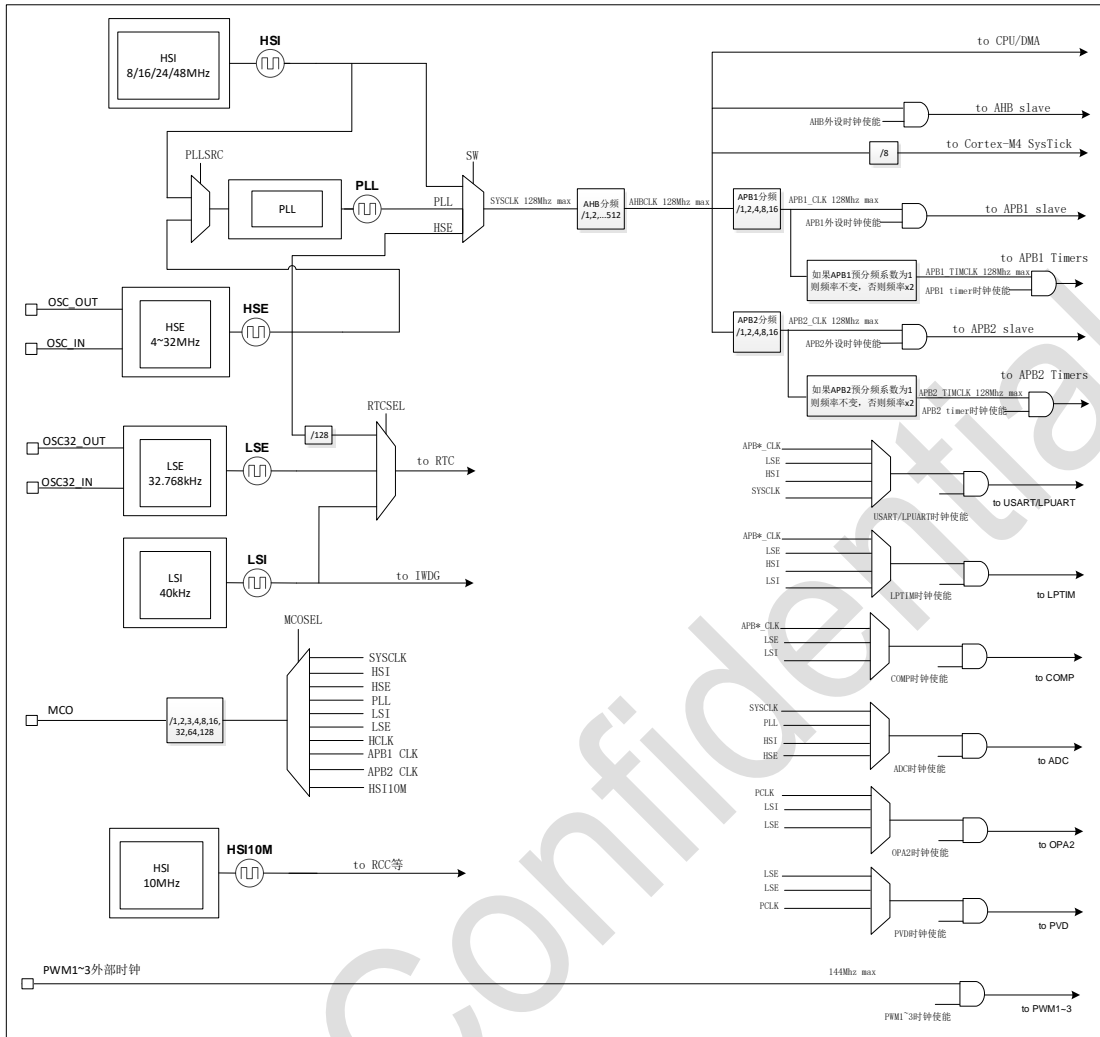 HSI
8/16/24/48MHz
HSI
PLLSRC
PLL
PLL
SW
PLL
HSE
SYSCLK 128Mhz max
AHB分频
/1,2,...512
AHBCLK 128Mhz max
to CPU/DMA
AHB外设时钟使能
to AHB slave
/8
to Cortex-M4 SysTick
APB1分频
/1,2,4,8,16
APB1_CLK 128Mhz max
APB1外设时钟使能
to APB1 slave
如果APB1预分频系数为1
则频率不变，否则频率x2
APB1_TIMCLK 128Mhz max
APB1 timer时钟使能
to APB1 Timers
APB2分频
/1,2,4,8,16
APB2_CLK 128Mhz max
APB2外设时钟使能
to APB2 slave
如果APB2预分频系数为1
则频率不变，否则频率x2
APB2_TIMCLK 128Mhz max
APB2 timer时钟使能
to APB2 Timers
OSC_OUT
OSC_IN
HSE
4~32MHz
HSE
RTCSEL
/128
OSC32_OUT
OSC32_IN
LSE
32.768kHz
LSE
to RTC
LSI
40kHz
LSI
to IWDG
MCOSEL
SYSCLK
HSI
HSE
PLL
LSI
LSE
HCLK
APB1 CLK
APB2 CLK
HSI10M
MCO
/1,2,3,4,8,16,
32,64,128
HSI
10MHz
HSI10M
to RCC等
APB*_CLK
LSE
HSI
SYSCLK
USART/LPUART时钟使能
to USART/LPUART
APB*_CLK
LSE
HSI
LSI
LPTIM时钟使能
to LPTIM
APB*_CLK
LSE
LSI
COMP时钟使能
to COMP
SYSCLK
PLL
HSI
HSE
ADC时钟使能
to ADC
PCLK
LSI
LSE
OPA2时钟使能
to OPA2
LSE
LSE
PCLK
PVD时钟使能
to PVD
PWM1~3外部时钟
144Mhz max
PWM1~3时钟使能
to PWM1~3
Confidential